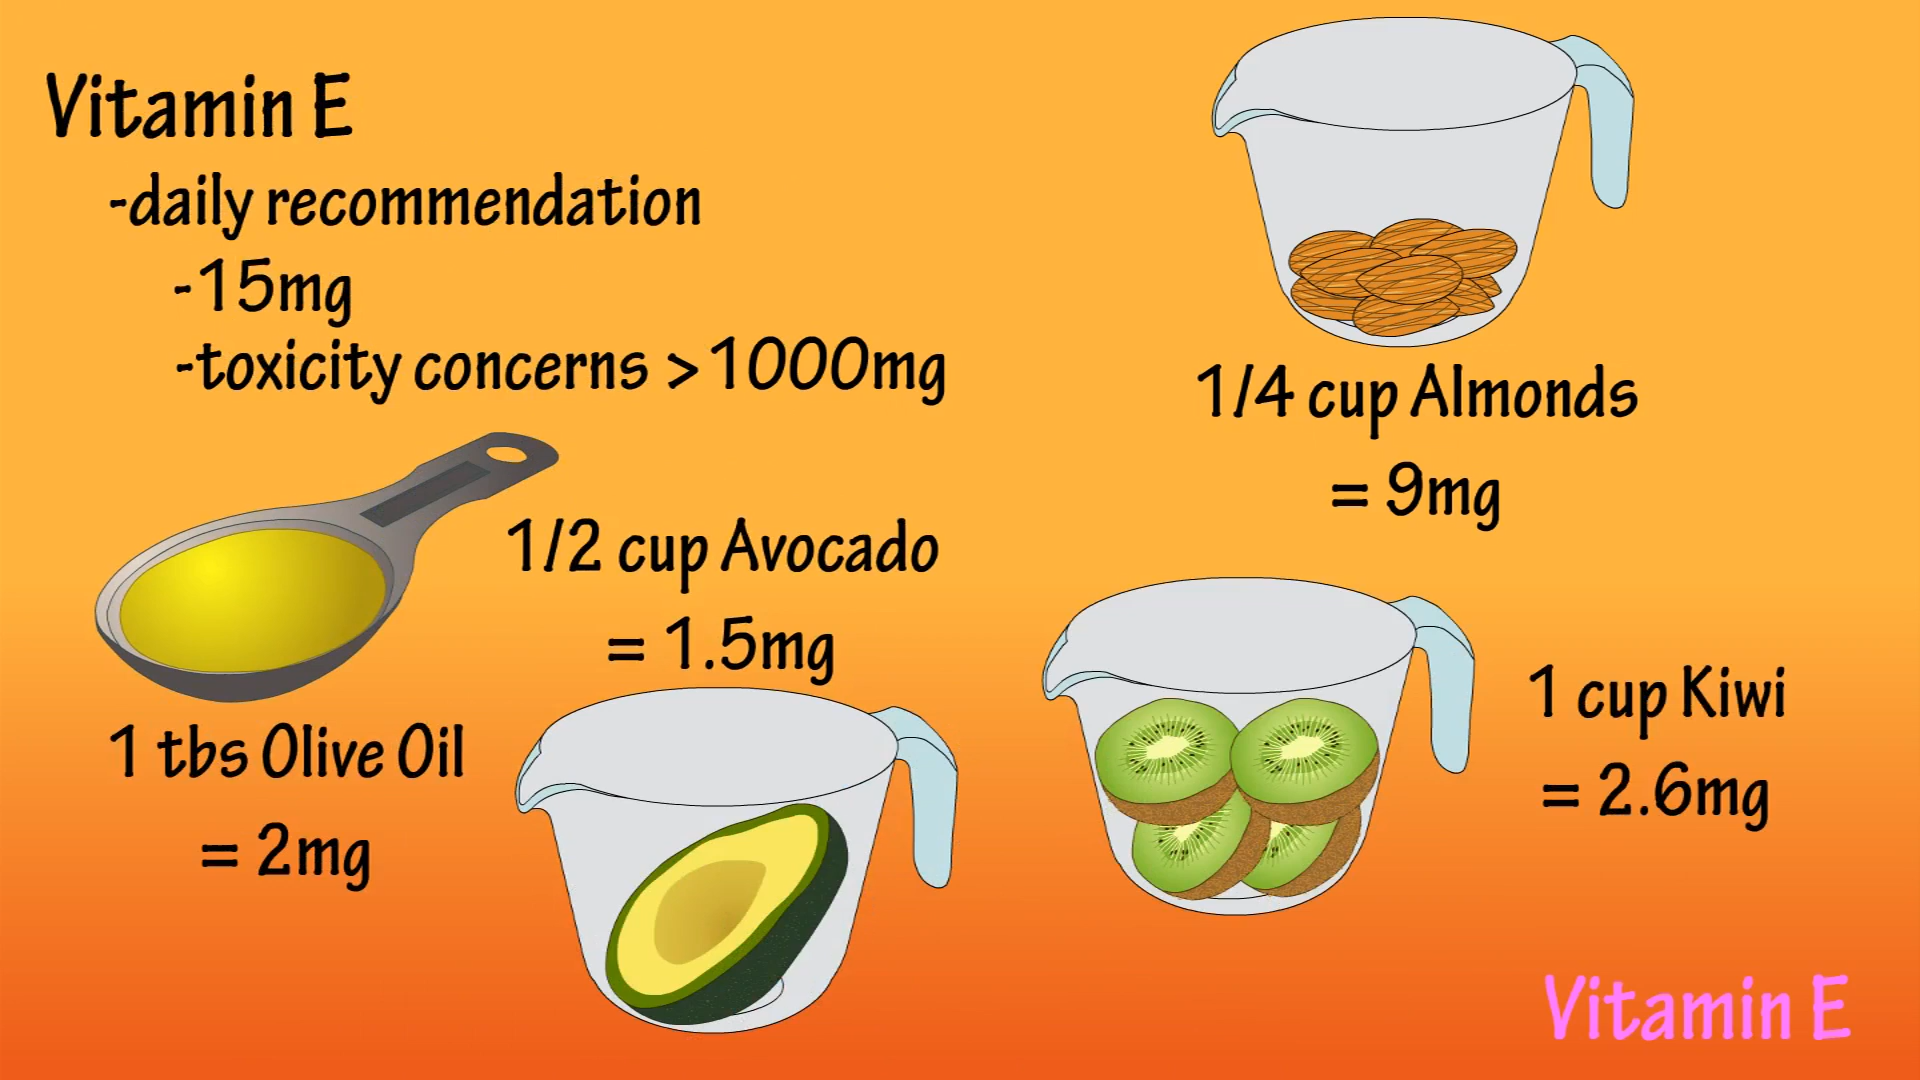 Vitamin E
-daily recommendation
-15mg
-toxicity concerns > 1000mg
1/4 cup Almonds
= 9mg
1/2 cup Avocado
= 1.5mg
1 tbs Olive Oil
= 2mg
1 cup Kiwi
= 2.6mg
Vitamin E